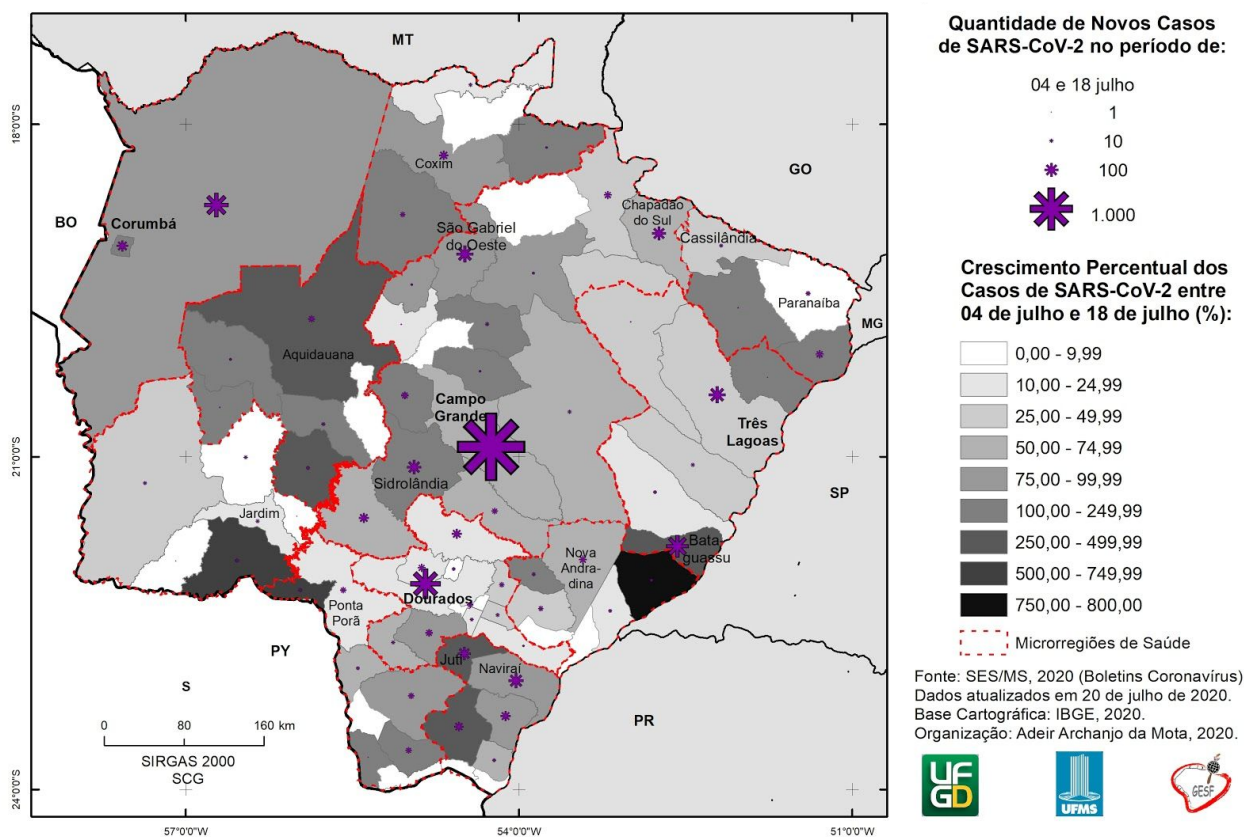 MT
18°0'0"S
GO
Coxim
BO
Corumbá
São Gabriel
do Oeste
Chapadão
do Sul
Cassilândia
Paranaíba
MG
Aquidauana
Campo
Grande
Três
Lagoas
21°0'0"S
Sidrolândia
SP
Jardim
Bata-
guassu
Nova
Andra-
dina
Dourados
Ponta
Porã
PY
Juti
Naviraí
S
PR
0 80 160 km
SIRGAS 2000
SCG
24°0'0"S
57°0'0"W 54°0'0"W 51°0'0"W
Quantidade de Novos Casos
de SARS-CoV-2 no período de:
04 e 18 julho
1
10
100
1.000
Crescimento Percentual dos
Casos de SARS-CoV-2 entre
04 de julho e 18 de julho (%):
0,00 - 9,99
10,00 - 24,99
25,00 - 49,99
50,00 - 74,99
75,00 - 99,99
100,00 - 249,99
250,00 - 499,99
500,00 - 749,99
750,00 - 800,00
Microrregiões de Saúde
Fonte: SES/MS, 2020 (Boletins Coronavírus)
Dados atualizados em 20 de julho de 2020.
Base Cartográfica: IBGE, 2020.
Organização: Adeir Archanjo da Mota, 2020.
UF
GD
UFMS
GESF